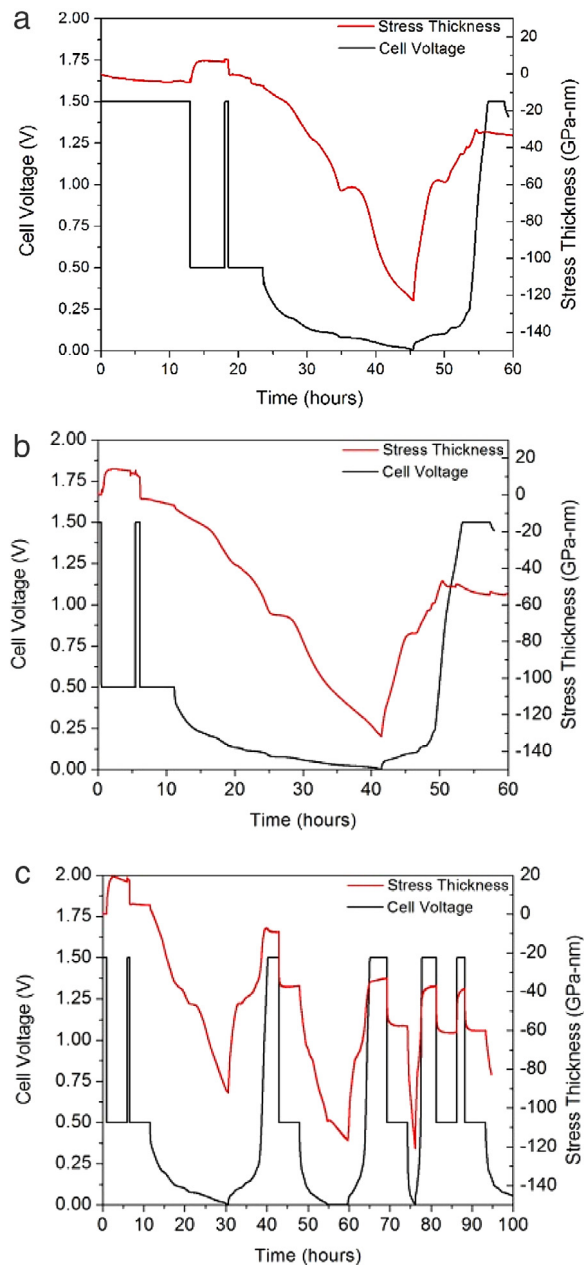 a
Stress Thickness
Cell Voltage
2.00
1.75
1.50
1.25
1.00
0.75
0.50
0.25
0.00
Cell Voltage (V)
20
0
-20
-40
-60
-80
-100
-120
-140
Stress Thickness (GPa-nm)
0 10 20 30 40 50 60
Time (hours)
b
Stress Thickness
Cell Voltage
2.00
1.75
1.50
1.25
1.00
0.75
0.50
0.25
0.00
Cell Voltage (V)
20
0
-20
-40
-60
-80
-100
-120
-140
Stress Thickness (GPa-nm)
0 10 20 30 40 50 60
Time (hours)
c
Stress Thickness
Cell Voltage
2.00
1.75
1.50
1.25
1.00
0.75
0.50
0.25
0.00
Cell Voltage (V)
20
0
-20
-40
-60
-80
-100
-120
-140
Stress Thickness (GPa-nm)
0 10 20 30 40 50 60 70 80 90 100
Time (hours)